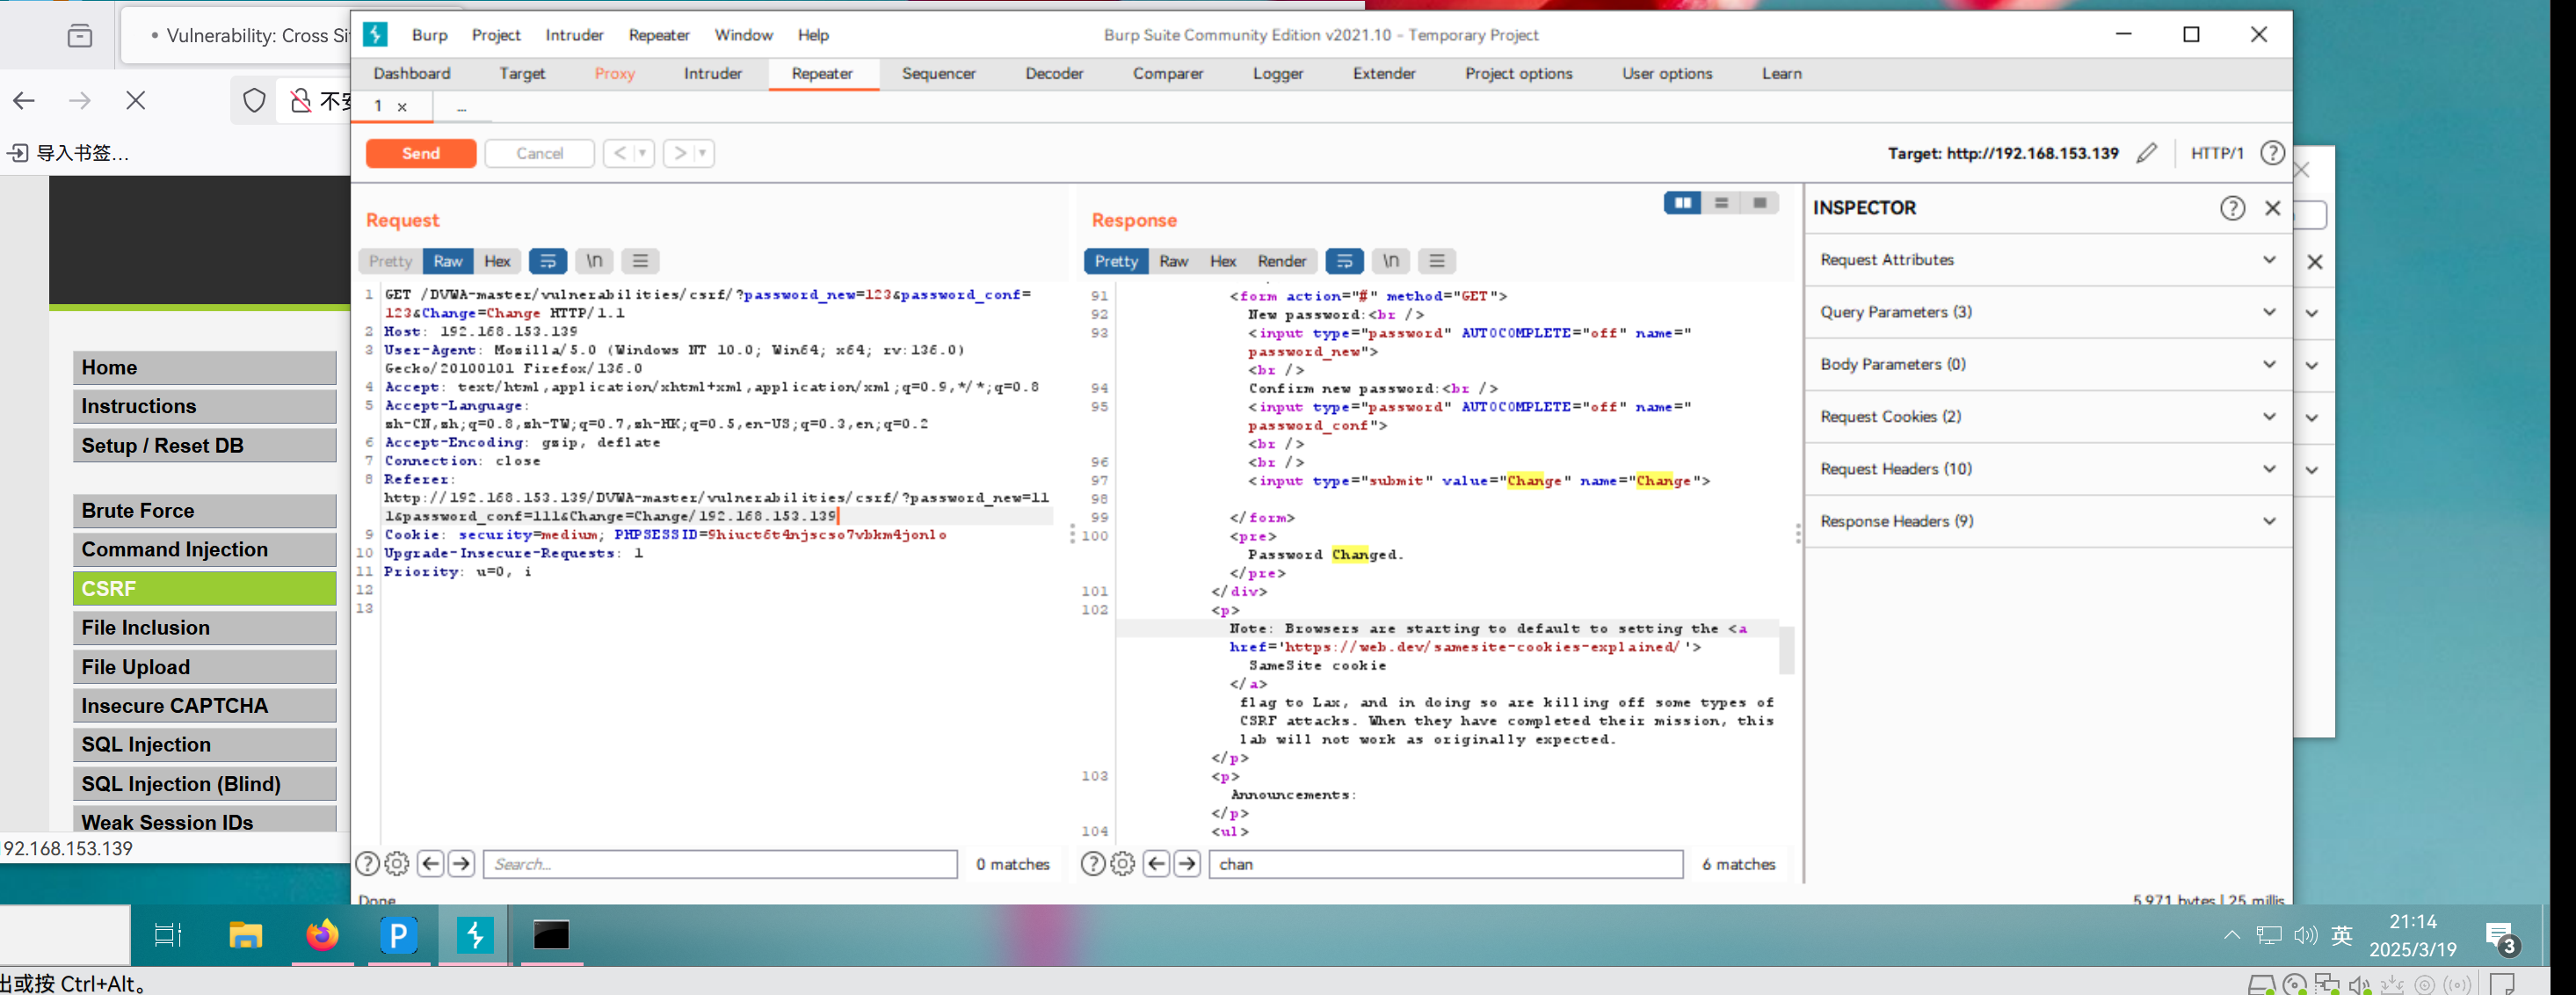 Vulnerability: Cross Si
Burp Project Intruder Repeater Window Help
Burp Suite Community Edition v2021.10 - Temporary Project
Dashboard Target Proxy Intruder Repeater Sequencer Decoder Comparer Logger Extender Project options User options Learn
1 × ...
不安
导入书签...
Send Cancel < >
Target: http://192.168.153.139 HTTP/1
Home
Instructions
Setup / Reset DB
Brute Force
Command Injection
CSRF
File Inclusion
File Upload
Insecure CAPTCHA
SQL Injection
SQL Injection (Blind)
Weak Session IDs
92.168.153.139
Request
Pretty Raw Hex \n
1 GET /DVWA-master/vulnerabilities/csrf/?password_new=123&password_conf=
123&Change=Change HTTP/1.1
2 Host: 192.168.153.139
3 User-Agent: Mozilla/5.0 (Windows NT 10.0; Win64; x64; rv:136.0)
Gecko/20100101 Firefox/136.0
4 Accept: text/html,application/xhtml+xml,application/xml;q=0.9,*/*;q=0.8
5 Accept-Language:
zh-CN,zh;q=0.8,zh-TW;q=0.7,zh-HK;q=0.5,en-US;q=0.3,en;q=0.2
6 Accept-Encoding: gzip, deflate
7 Connection: close
8 Referer:
http://192.168.153.139/DVWA-master/vulnerabilities/csrf/?password_new=11
1&password_conf=111&Change=Change/192.168.153.139
9 Cookie: security=medium; PHPSESSID=9hiuct6t4njscso7vbkm4jonlo
10 Upgrade-Insecure-Requests: 1
11 Priority: u=0, i
12
13
Search... 0 matches
Done
Response
Pretty Raw Hex Render \n
91 <form action="#" method="GET">
92 New password:<br />
93 <input type="password" AUTOCOMPLETE="off" name="
password_new">
<br />
94 Confirm new password:<br />
95 <input type="password" AUTOCOMPLETE="off" name="
password_conf">
<br />
96 <br />
97 <input type="submit" value="Change" name="Change">
98
99 </form>
100 <pre>
Password Changed.
</pre>
101 </div>
102 <p>
Note: Browsers are starting to default to setting the <a
href='https://web.dev/samesite-cookies-explained/'>
SameSite cookie
</a>
flag to Lax, and in doing so are killing off some types of
CSRF attacks. When they have completed their mission, this
lab will not work as originally expected.
</p>
103 <p>
Announcements:
</p>
104 <ul>
chan 6 matches
INSPECTOR
Request Attributes
Query Parameters (3)
Body Parameters (0)
Request Cookies (2)
Request Headers (10)
Response Headers (9)
5,971 bytes | 25 millis
P
英
21:14
2025/3/19
3
出或按 Ctrl+Alt。